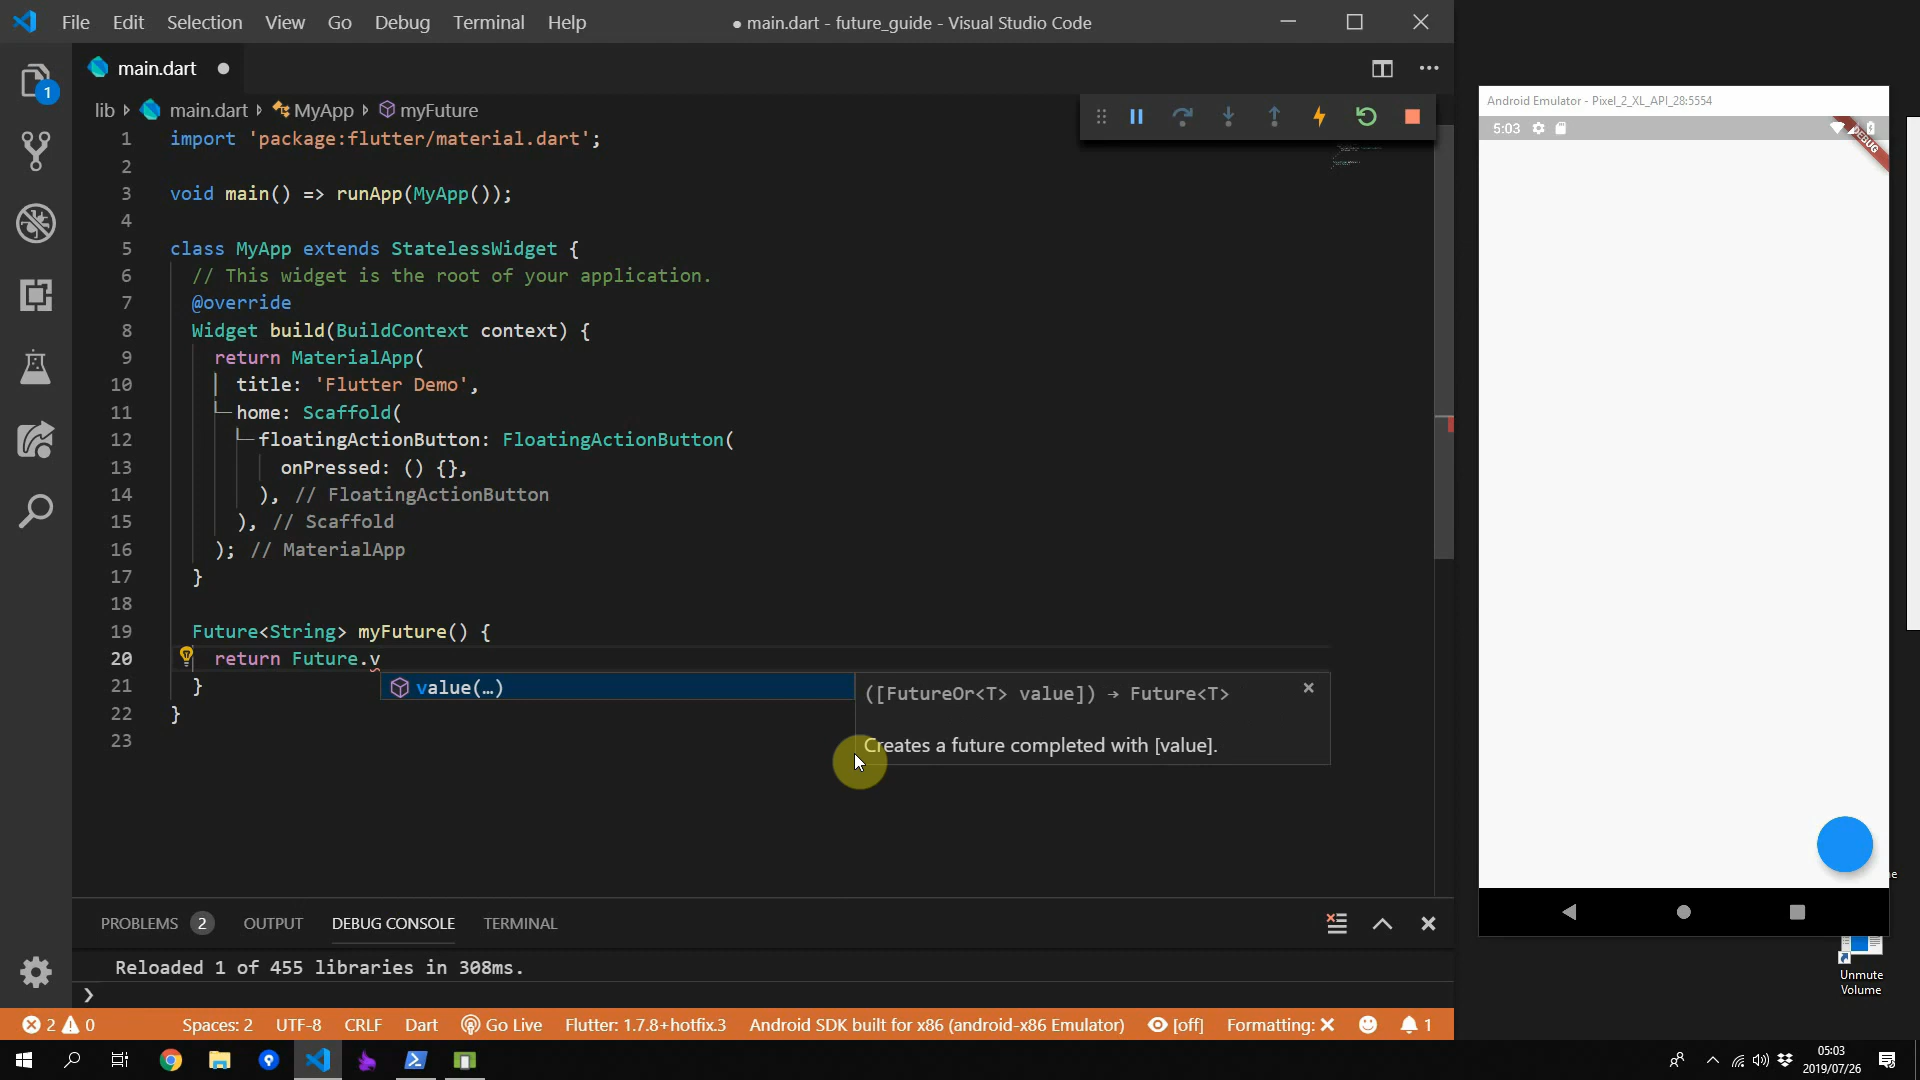 File Edit Selection View Go Debug Terminal Help
● main.dart - future_guide - Visual Studio Code
main.dart ●
lib main.dart MyApp myFuture
1 import 'package:flutter/material.dart';
2
3 void main() => runApp(MyApp());
4
5 class MyApp extends StatelessWidget {
6 // This widget is the root of your application.
7 @override
8 Widget build(BuildContext context) {
9 return MaterialApp(
10 title: 'Flutter Demo',
11 home: Scaffold(
12 floatingActionButton: FloatingActionButton(
13 onPressed: () {},
14 ), // FloatingActionButton
15 ), // Scaffold
16 ); // MaterialApp
17 }
18
19 Future<String> myFuture() {
20 return Future.v
21 }
22 }
23
value(…)
([FutureOr<T> value]) → Future<T>
Creates a future completed with [value].
1
PROBLEMS 2 OUTPUT DEBUG CONSOLE TERMINAL
Reloaded 1 of 455 libraries in 308ms.
❯
2 0 Spaces: 2 UTF-8 CRLF Dart Go Live Flutter: 1.7.8+hotfix.3 Android SDK built for x86 (android-x86 Emulator) [off] Formatting: ✕ 1
Android Emulator - Pixel_2_XL_API_28:5554
5:03
DEBUG
Unmute
Volume
05:03
2019/07/26